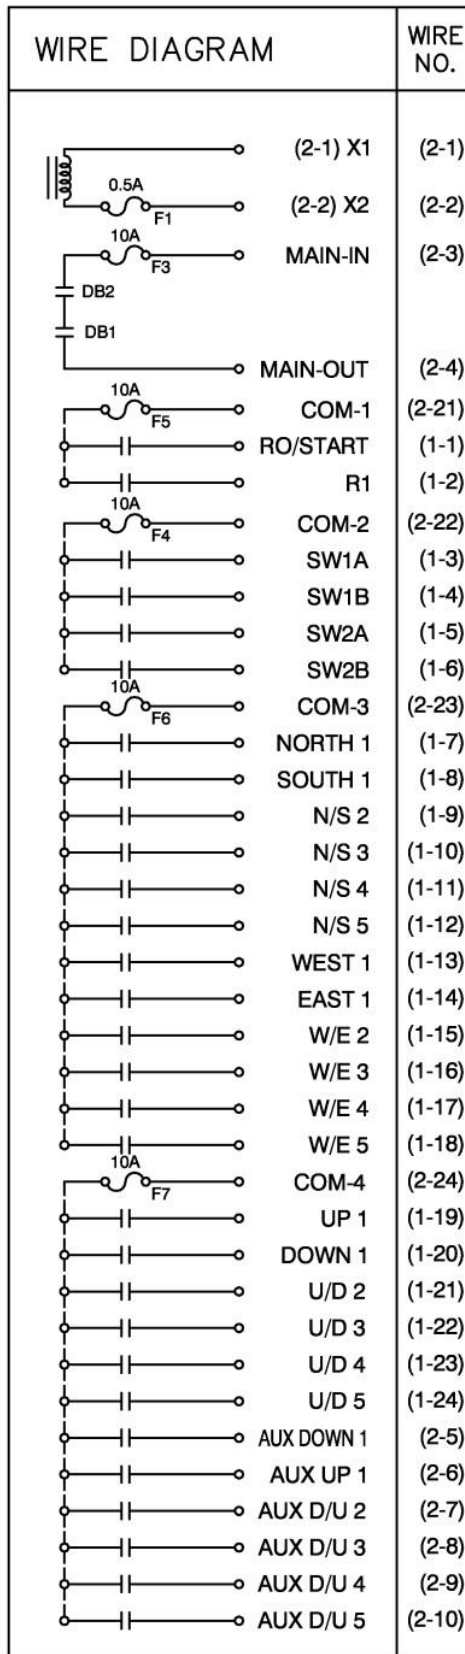 WIRE DIAGRAM
WIRE NO.
(2-1) X1 (2-1)
0.5A
F1 (2-2) X2 (2-2)
10A
F3 MAIN-IN (2-3)
DB2
DB1
MAIN-OUT (2-4)
10A
F5 COM-1 (2-21)
RO/START (1-1)
R1 (1-2)
10A
F4 COM-2 (2-22)
SW1A (1-3)
SW1B (1-4)
SW2A (1-5)
SW2B (1-6)
10A
F6 COM-3 (2-23)
NORTH 1 (1-7)
SOUTH 1 (1-8)
N/S 2 (1-9)
N/S 3 (1-10)
N/S 4 (1-11)
N/S 5 (1-12)
WEST 1 (1-13)
EAST 1 (1-14)
W/E 2 (1-15)
W/E 3 (1-16)
W/E 4 (1-17)
W/E 5 (1-18)
10A
F7 COM-4 (2-24)
UP 1 (1-19)
DOWN 1 (1-20)
U/D 2 (1-21)
U/D 3 (1-22)
U/D 4 (1-23)
U/D 5 (1-24)
AUX DOWN 1 (2-5)
AUX UP 1 (2-6)
AUX D/U 2 (2-7)
AUX D/U 3 (2-8)
AUX D/U 4 (2-9)
AUX D/U 5 (2-10)